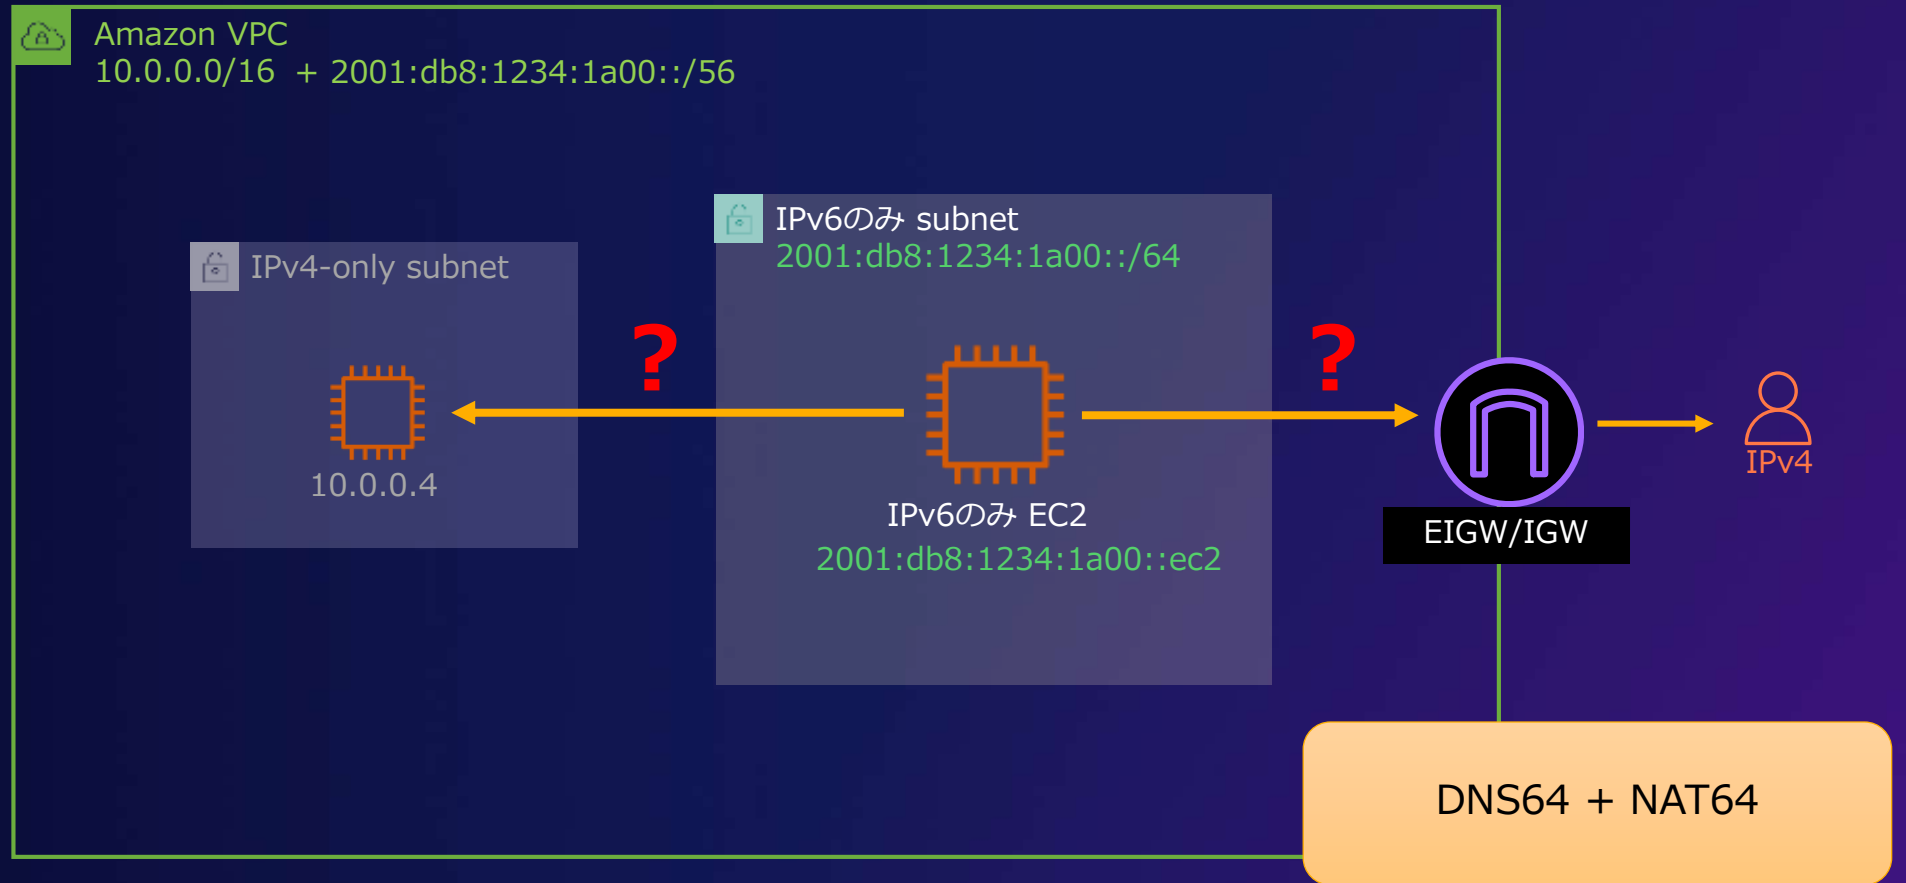 Amazon VPC
10.0.0.0/16 + 2001:db8:1234:1a00::/56
IPv4-only subnet
10.0.0.4
?
IPv6のみ subnet
2001:db8:1234:1a00::/64
IPv6のみ EC2
2001:db8:1234:1a00::ec2
?
EIGW/IGW
IPv4
DNS64 + NAT64